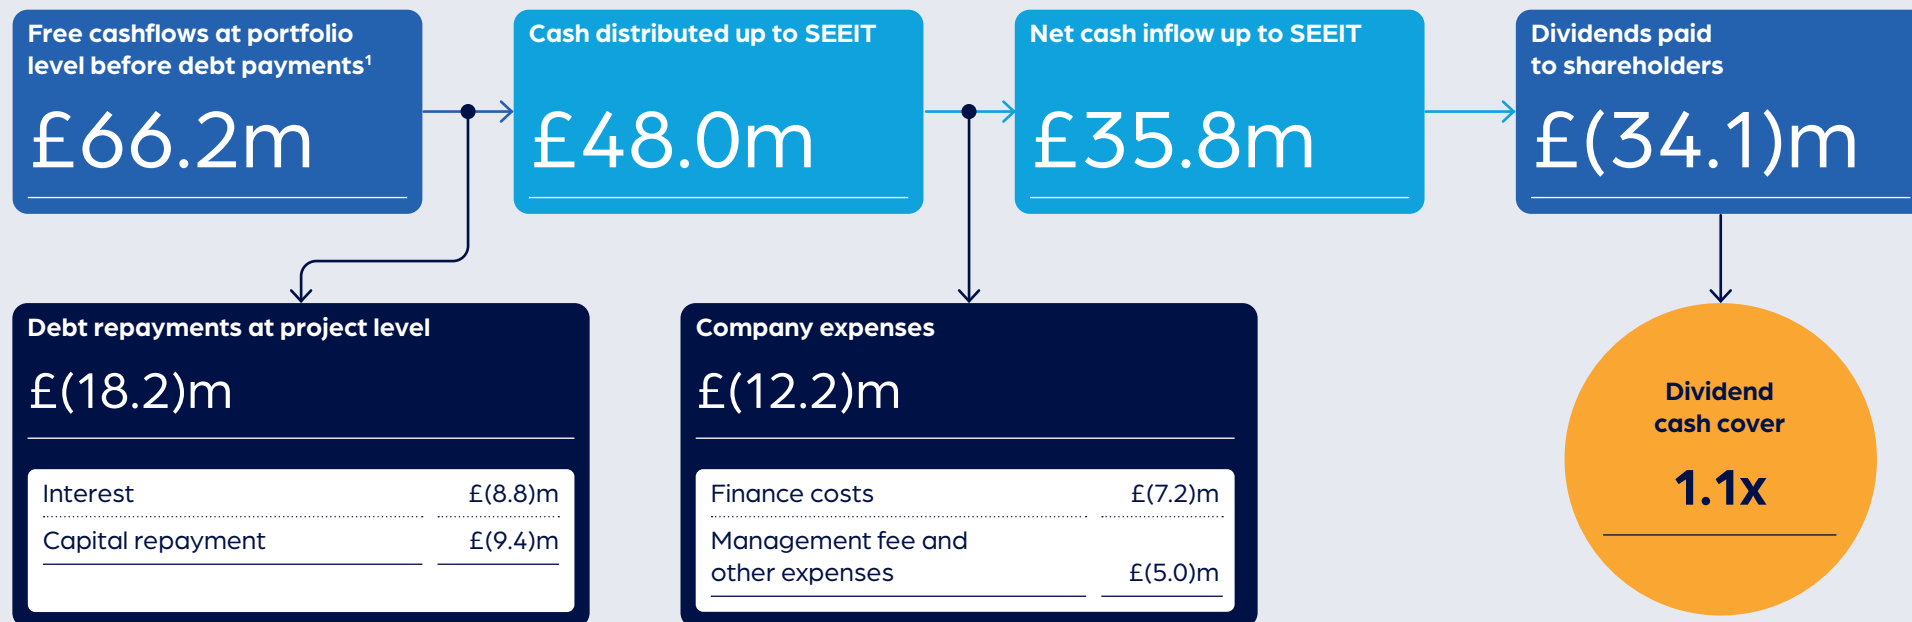 Free cashflows at portfolio
level before debt payments¹
£66.2m
Cash distributed up to SEEIT
£48.0m
Net cash inflow up to SEEIT
£35.8m
Dividends paid
to shareholders
£(34.1)m
Debt repayments at project level
£(18.2)m
Interest £(8.8)m
Capital repayment £(9.4)m
Company expenses
£(12.2)m
Finance costs £(7.2)m
Management fee and
other expenses £(5.0)m
Dividend
cash cover
1.1x